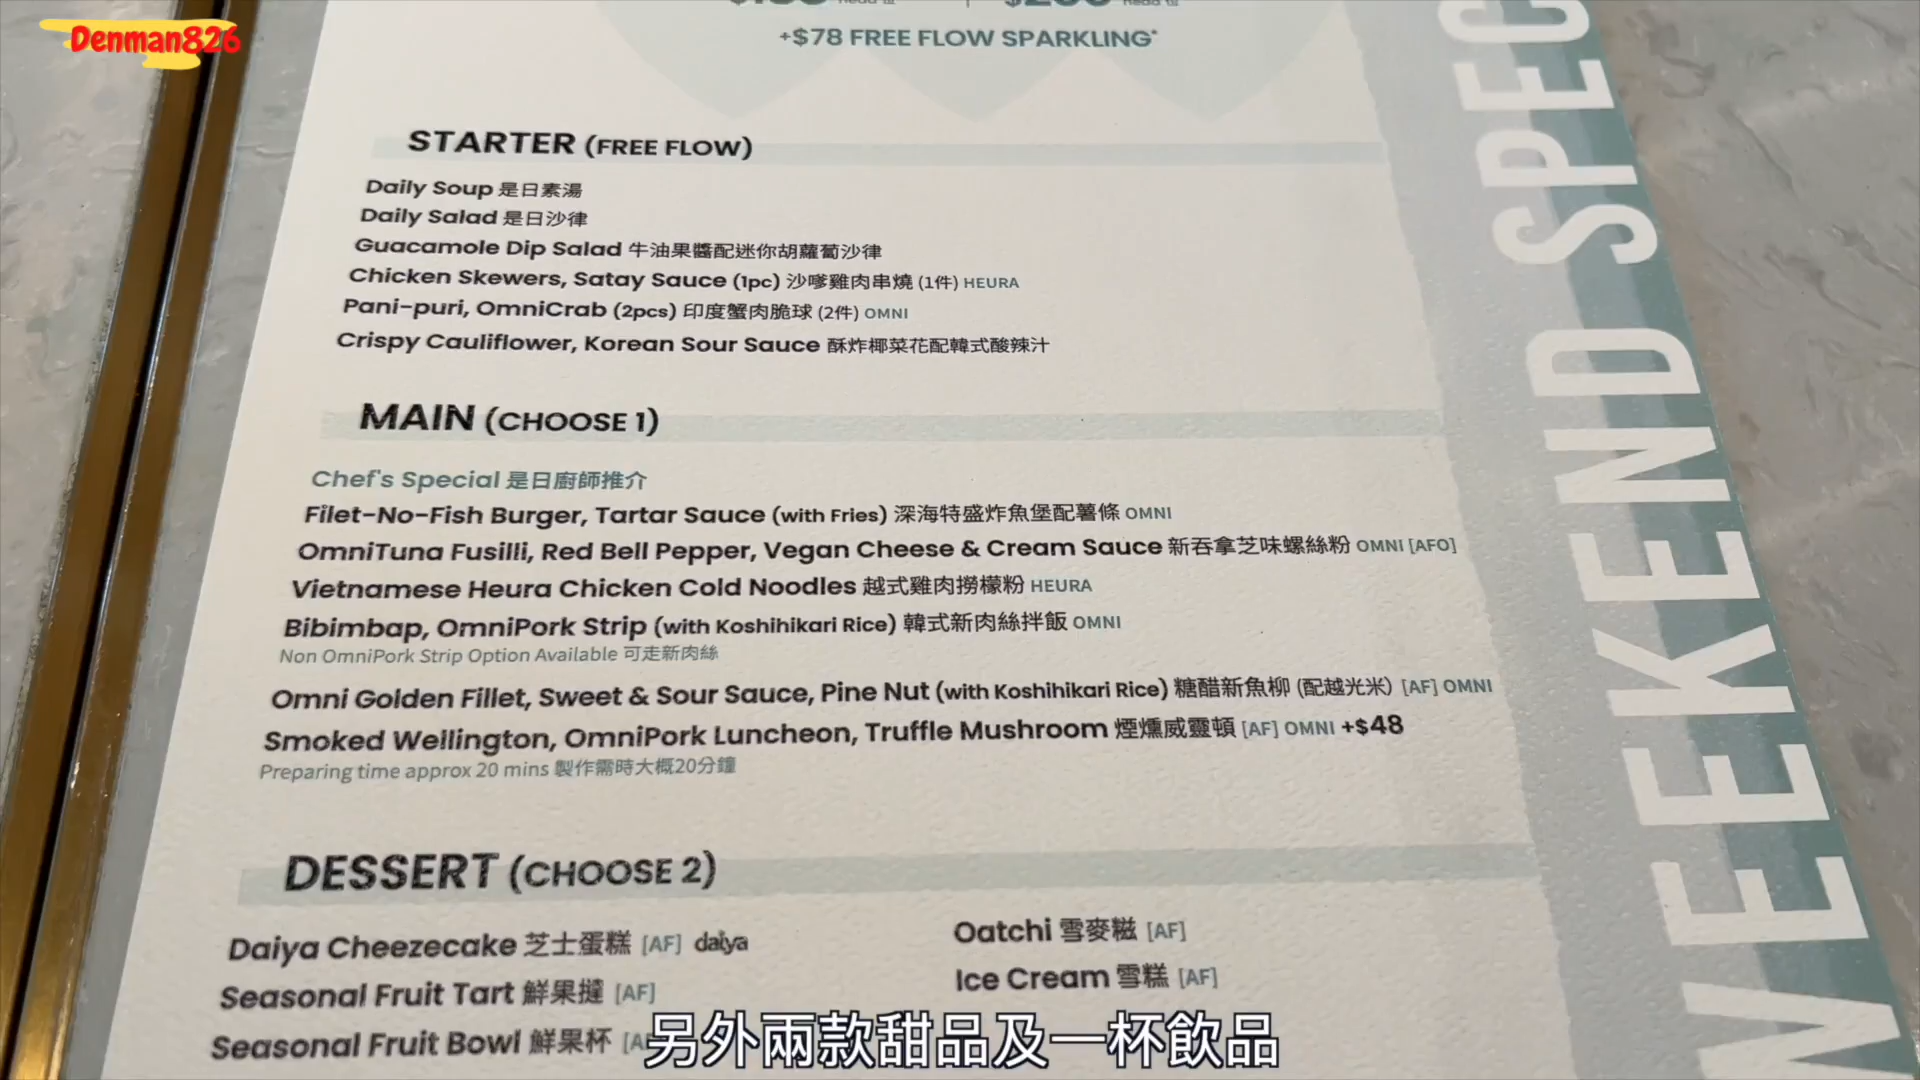 Denman826
+$78 FREE FLOW SPARKLING*
STARTER (FREE FLOW)
Daily Soup 是日素湯
Daily Salad 是日沙律
Guacamole Dip Salad 牛油果醬配迷你胡蘿蔔沙律
Chicken Skewers, Satay Sauce (1pc) 沙嗲雞肉串燒 (1件) HEURA
Pani-puri, OmniCrab (2pcs) 印度蟹肉脆球 (2件) OMNI
Crispy Cauliflower, Korean Sour Sauce 酥炸椰菜花配韓式酸辣汁
MAIN (CHOOSE 1)
Chef's Special 是日廚師推介
Filet-No-Fish Burger, Tartar Sauce (with Fries) 深海特盛炸魚堡配薯條 OMNI
OmniTuna Fusilli, Red Bell Pepper, Vegan Cheese & Cream Sauce 新吞拿芝味螺絲粉 OMNI [AFO]
Vietnamese Heura Chicken Cold Noodles 越式雞肉撈檬粉 HEURA
Bibimbap, OmniPork Strip (with Koshihikari Rice) 韓式新肉絲拌飯 OMNI
Non OmniPork Strip Option Available 可走新肉絲
Omni Golden Fillet, Sweet & Sour Sauce, Pine Nut (with Koshihikari Rice) 糖醋新魚柳 (配越光米) [AF] OMNI
Smoked Wellington, OmniPork Luncheon, Truffle Mushroom 煙燻威靈頓 [AF] OMNI +$48
Preparing time approx 20 mins 製作需時大概20分鐘
DESSERT (CHOOSE 2)
Daiya Cheezecake 芝士蛋糕 [AF] daiya
Seasonal Fruit Tart 鮮果撻 [AF]
Seasonal Fruit Bowl 鮮果杯
Oatchi 雪麥糍 [AF]
Ice Cream 雪糕 [AF]
WEEKEND SPEC
另外兩款甜品及一杯飲品